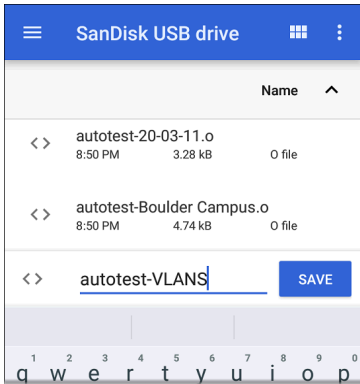 SanDisk USB drive
Name
autotest-20-03-11.o
8:50 PM 3.28 kB O file
autotest-Boulder Campus.o
8:50 PM 4.74 kB O file
autotest-VLANS SAVE
1 2 3 4 5 6 7 8 9 0
q w e r t y u i o p